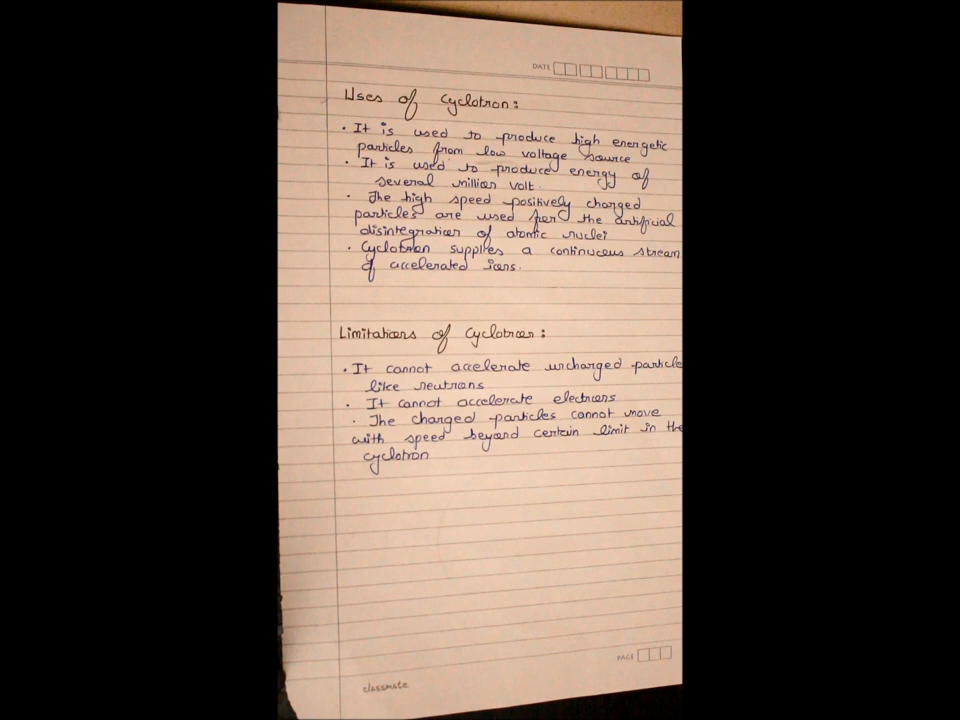 DATE
Uses of Cyclotron:
• It is used to produce high energetic
particles from low voltage source
• It is used to produce energy of
several million volt.
• The high speed positively charged
particles are used for the artificial
disintegration of atomic nuclei
• Cyclotron supplies a continuous stream
of accelerated ions.
Limitations of Cyclotron:
• It cannot accelerate uncharged particle
like neutrons
• It cannot accelerate electrons
• The charged particles cannot move
with speed beyond certain limit in the
cyclotron
PAGE
classmate